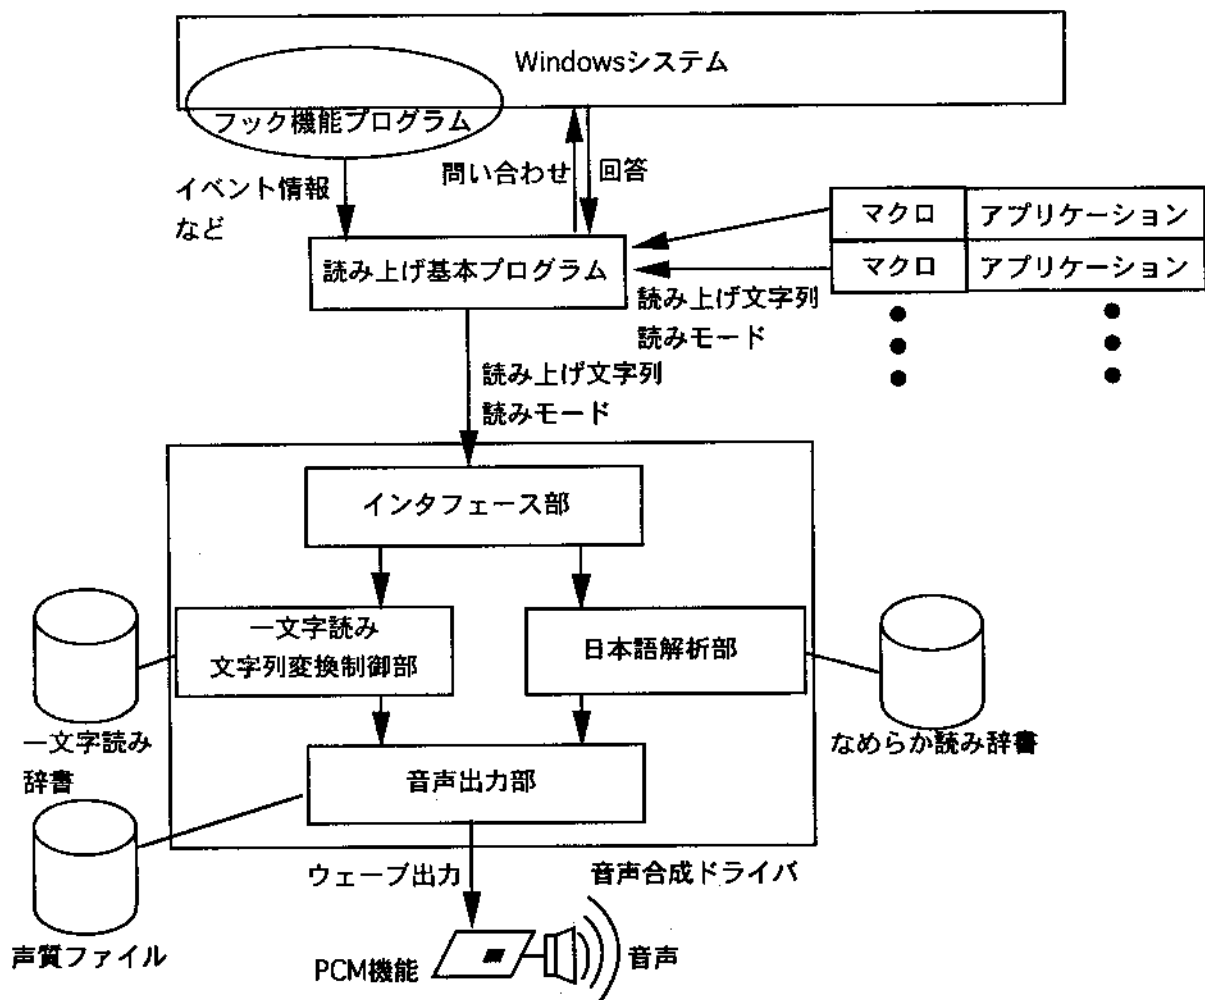 Windowsシステム
フック機能プログラム
イベント情報
など
問い合わせ
回答
マクロ
アプリケーション
マクロ
アプリケーション
読み上げ基本プログラム
読み上げ文字列
読みモード
読み上げ文字列
読みモード
インタフェース部
一文字読み
文字列変換制御部
日本語解析部
一文字読み
辞書
なめらか読み辞書
音声出力部
ウェーブ出力
音声合成ドライバ
声質ファイル
PCM機能
音声